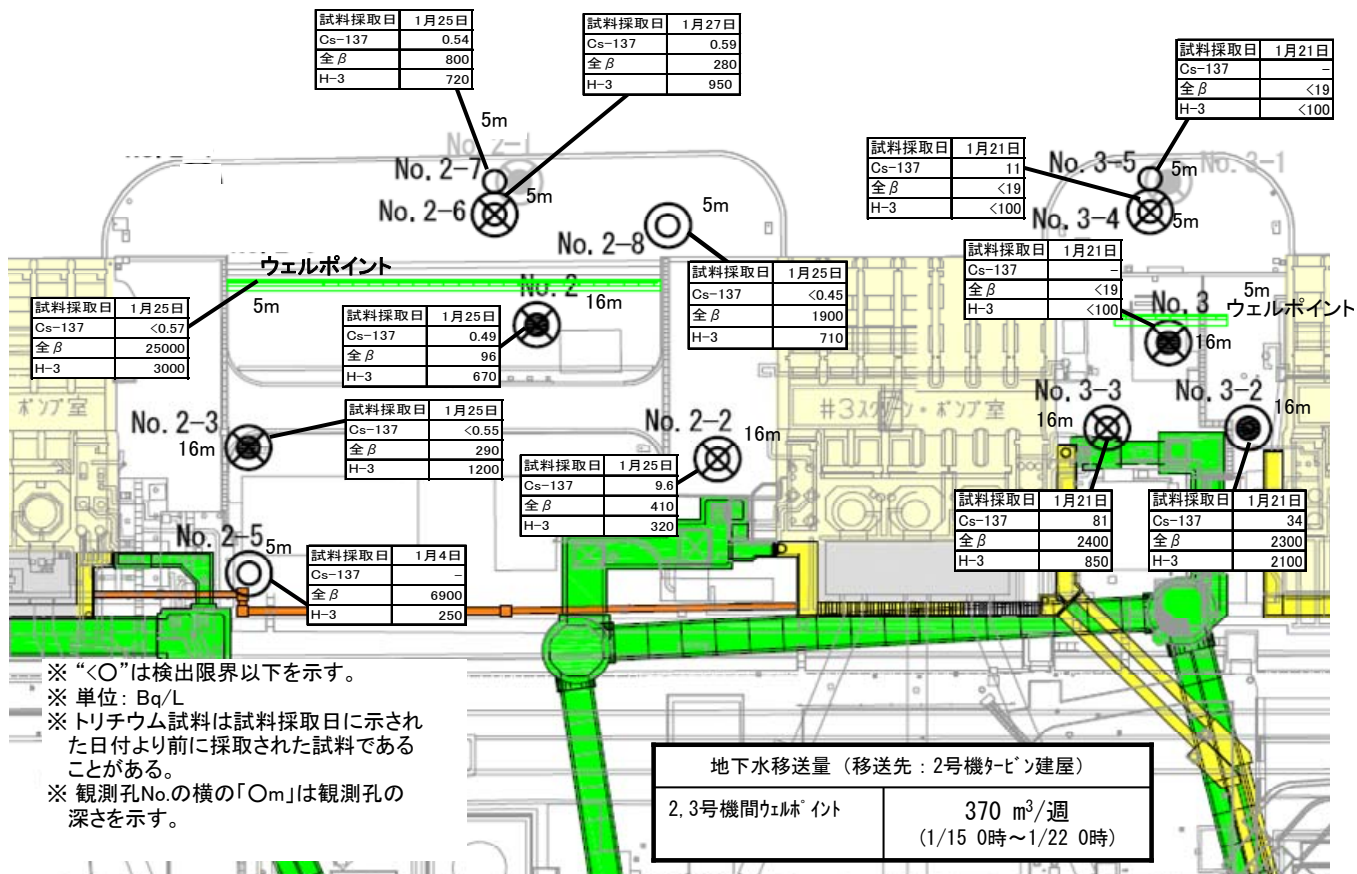 試料採取日 1月25日
Cs-137 0.54
全β 800
H-3 720
試料採取日 1月27日
Cs-137 0.59
全β 280
H-3 950
試料採取日 1月21日
Cs-137 -
全β <19
H-3 <100
試料採取日 1月21日
Cs-137 11
全β <19
H-3 <100
5m
No. 2-1
No. 2-7
5m
No. 2-6
No. 2-8
5m
No. 3-5
No. 3-1
5m
No. 3-4
5m
ウェルポイント
5m
試料採取日 1月25日
Cs-137 <0.57
全β 25000
H-3 3000
No. 2
16m
試料採取日 1月25日
Cs-137 0.49
全β 96
H-3 670
試料採取日 1月25日
Cs-137 <0.45
全β 1900
H-3 710
試料採取日 1月21日
Cs-137 -
全β <19
H-3 <100
5m
ウェルポイント
No. 3
16m
ポンプ室
No. 2-3
16m
試料採取日 1月25日
Cs-137 <0.55
全β 290
H-3 1200
No. 2-2
16m
試料採取日 1月25日
Cs-137 9.6
全β 410
H-3 320
#3スクリーン・ポンプ室
No. 3-3
16m
No. 3-2
16m
試料採取日 1月21日
Cs-137 81
全β 2400
H-3 850
試料採取日 1月21日
Cs-137 34
全β 2300
H-3 2100
No. 2-5
5m
試料採取日 1月4日
Cs-137 -
全β 6900
H-3 250
※ “<○”は検出限界以下を示す。
※ 単位: Bq/L
※ トリチウム試料は試料採取日に示され
た日付より前に採取された試料である
ことがある。
※ 観測孔No.の横の「○m」は観測孔の
深さを示す。
地下水移送量 (移送先:2号機タービン建屋)
2,3号機間ウェルポイント 370 m³/週
(1/15 0時~1/22 0時)